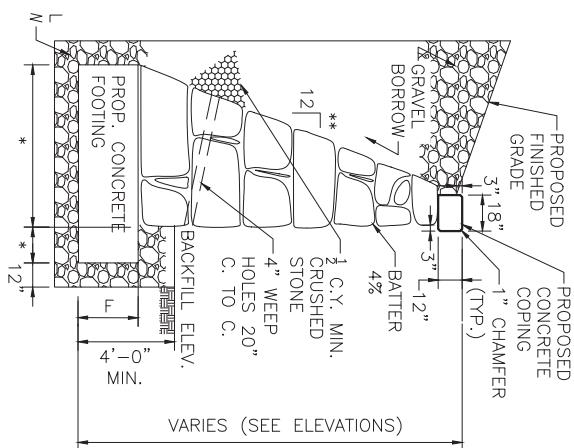 PROPOSED
FINISHED
GRADE
PROPOSED
CONCRETE
COPING
1" CHAMFER
(TYP.)
3"
18"
12"
3"
GRAVEL
BORROW
BATTER
4%
**
12
½ C.Y. MIN.
CRUSHED
STONE
4" WEEP
HOLES 20"
C. TO C.
BACKFILL ELEV.
PROP. CONCRETE
FOOTING
*
*
12"
F
4'-0"
MIN.
VARIES (SEE ELEVATIONS)